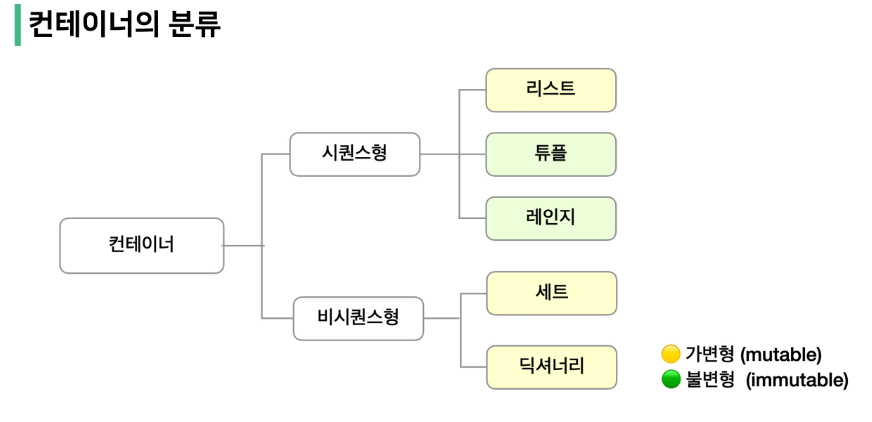 컨테이너의 분류
리스트
시퀀스형
튜플
레인지
컨테이너
세트
비시퀀스형
딕셔너리
가변형 (mutable)
불변형 (immutable)